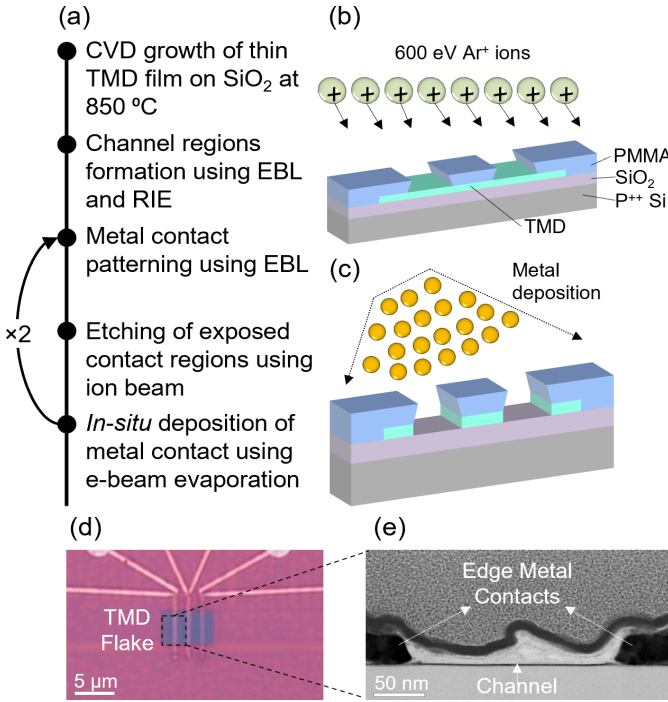 (a)
CVD growth of thin
TMD film on SiO₂ at
850 ºC
Channel regions
formation using EBL
and RIE
Metal contact
patterning using EBL
×2
Etching of exposed
contact regions using
ion beam
In-situ deposition of
metal contact using
e-beam evaporation
(b)
600 eV Ar⁺ ions
+ + + + + + + +
PMMA
SiO₂
P⁺⁺ Si
TMD
(c)
Metal
deposition
(d)
TMD
Flake
5 µm
(e)
Edge Metal
Contacts
Channel
50 nm